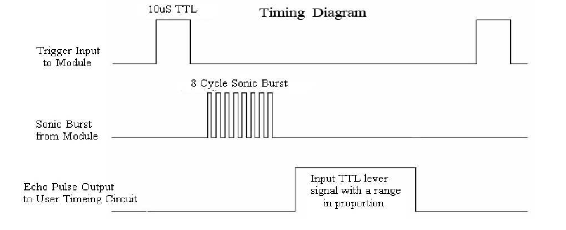 10uS TTL
Timing Diagram
Trigger Input
to Module
8 Cycle Sonic Burst
Sonic Burst
from Module
Input TTL lever
signal with a range
in proportion
Echo Pulse Output
to User Timeing Circuit